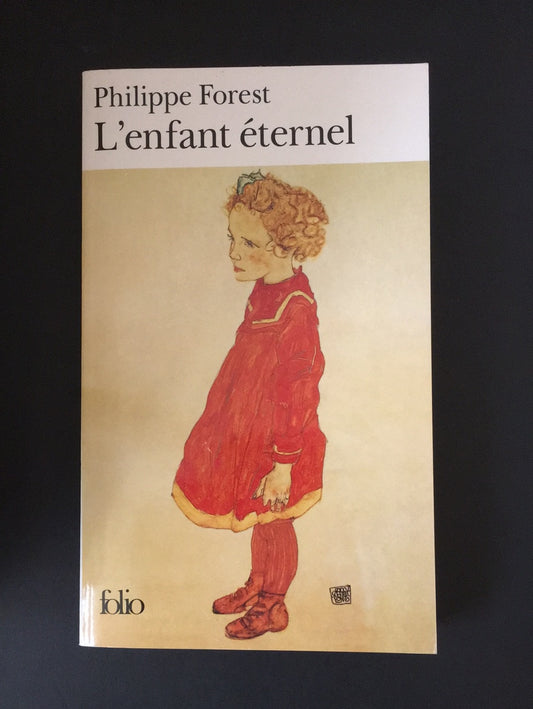 Philippe Forest
L'enfant éternel
folio